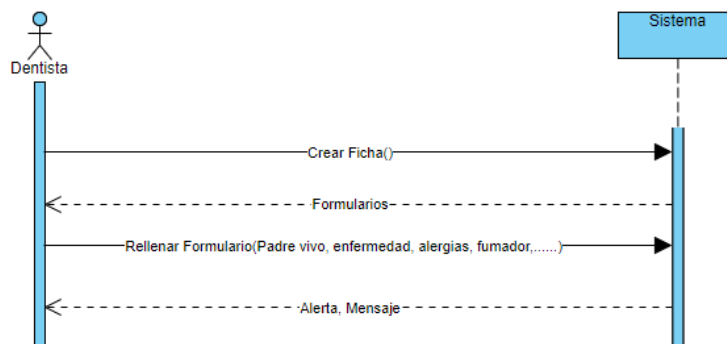 Dentista
Sistema
Crear Ficha()
Formularios
Rellenar Formulario(Padre vivo, enfermedad, alergias, fumador,......)
Alerta, Mensaje